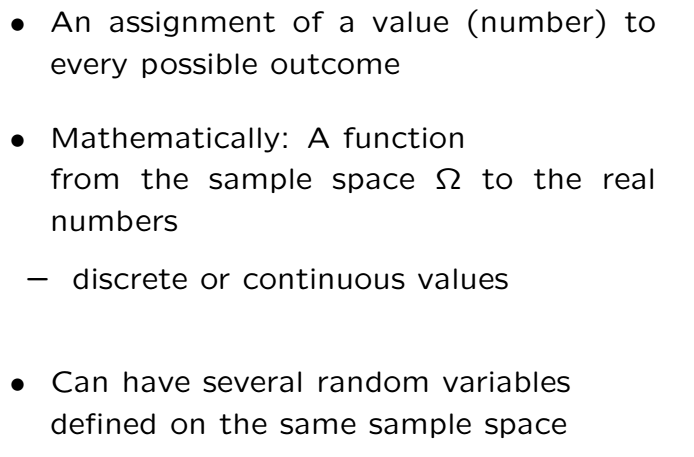 • An assignment of a value (number) to
every possible outcome
• Mathematically: A function
from the sample space Ω to the real
numbers
– discrete or continuous values
• Can have several random variables
defined on the same sample space